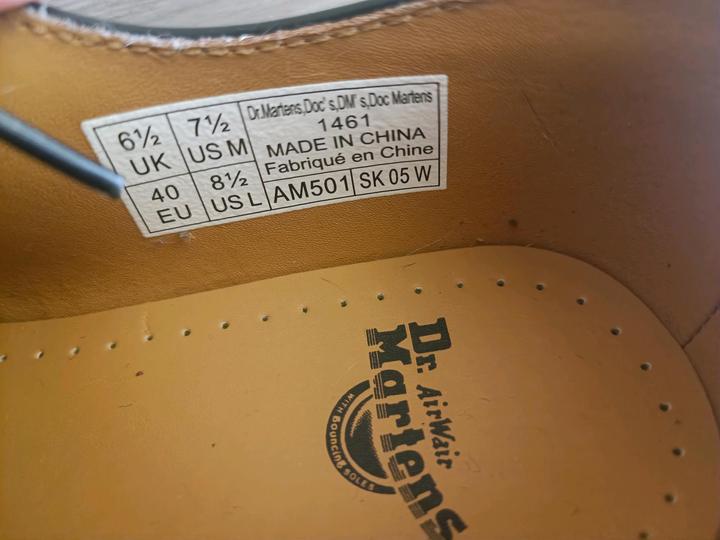 6½
UK
7½
US M
40
EU
8½
US L
Dr.Martens,Doc's,DM's,Doc Martens
1461
MADE IN CHINA
Fabriqué en Chine
AM501
SK 05 W
Dr.
Martens
AirWair
WITH Bouncing SOLES